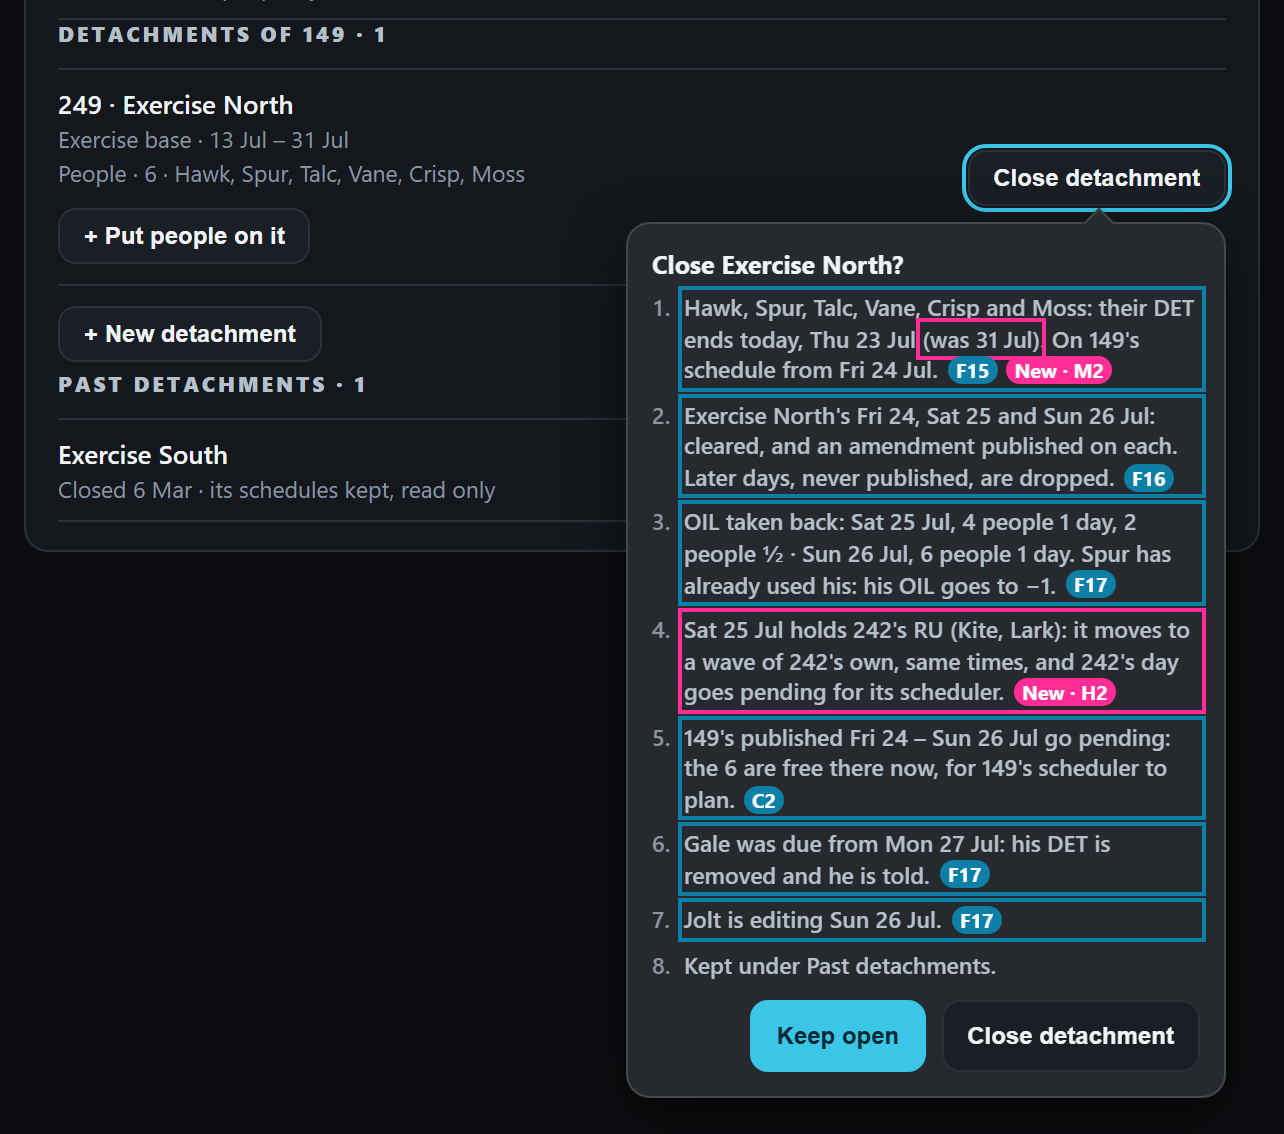 DETACHMENTS OF 149 · 1
249 · Exercise North
Exercise base · 13 Jul – 31 Jul
People · 6 · Hawk, Spur, Talc, Vane, Crisp, Moss
Close detachment
+ Put people on it
+ New detachment
PAST DETACHMENTS · 1
Exercise South
Closed 6 Mar · its schedules kept, read only
Close Exercise North?
1. Hawk, Spur, Talc, Vane, Crisp and Moss: their DET
ends today, Thu 23 Jul (was 31 Jul). On 149's
schedule from Fri 24 Jul. F15 New · M2
2. Exercise North's Fri 24, Sat 25 and Sun 26 Jul:
cleared, and an amendment published on each.
Later days, never published, are dropped. F16
3. OIL taken back: Sat 25 Jul, 4 people 1 day, 2
people ½ · Sun 26 Jul, 6 people 1 day. Spur has
already used his: his OIL goes to −1. F17
4. Sat 25 Jul holds 242's RU (Kite, Lark): it moves to
a wave of 242's own, same times, and 242's day
goes pending for its scheduler. New · H2
5. 149's published Fri 24 – Sun 26 Jul go pending:
the 6 are free there now, for 149's scheduler to
plan. C2
6. Gale was due from Mon 27 Jul: his DET is
removed and he is told. F17
7. Jolt is editing Sun 26 Jul. F17
8. Kept under Past detachments.
Keep open
Close detachment